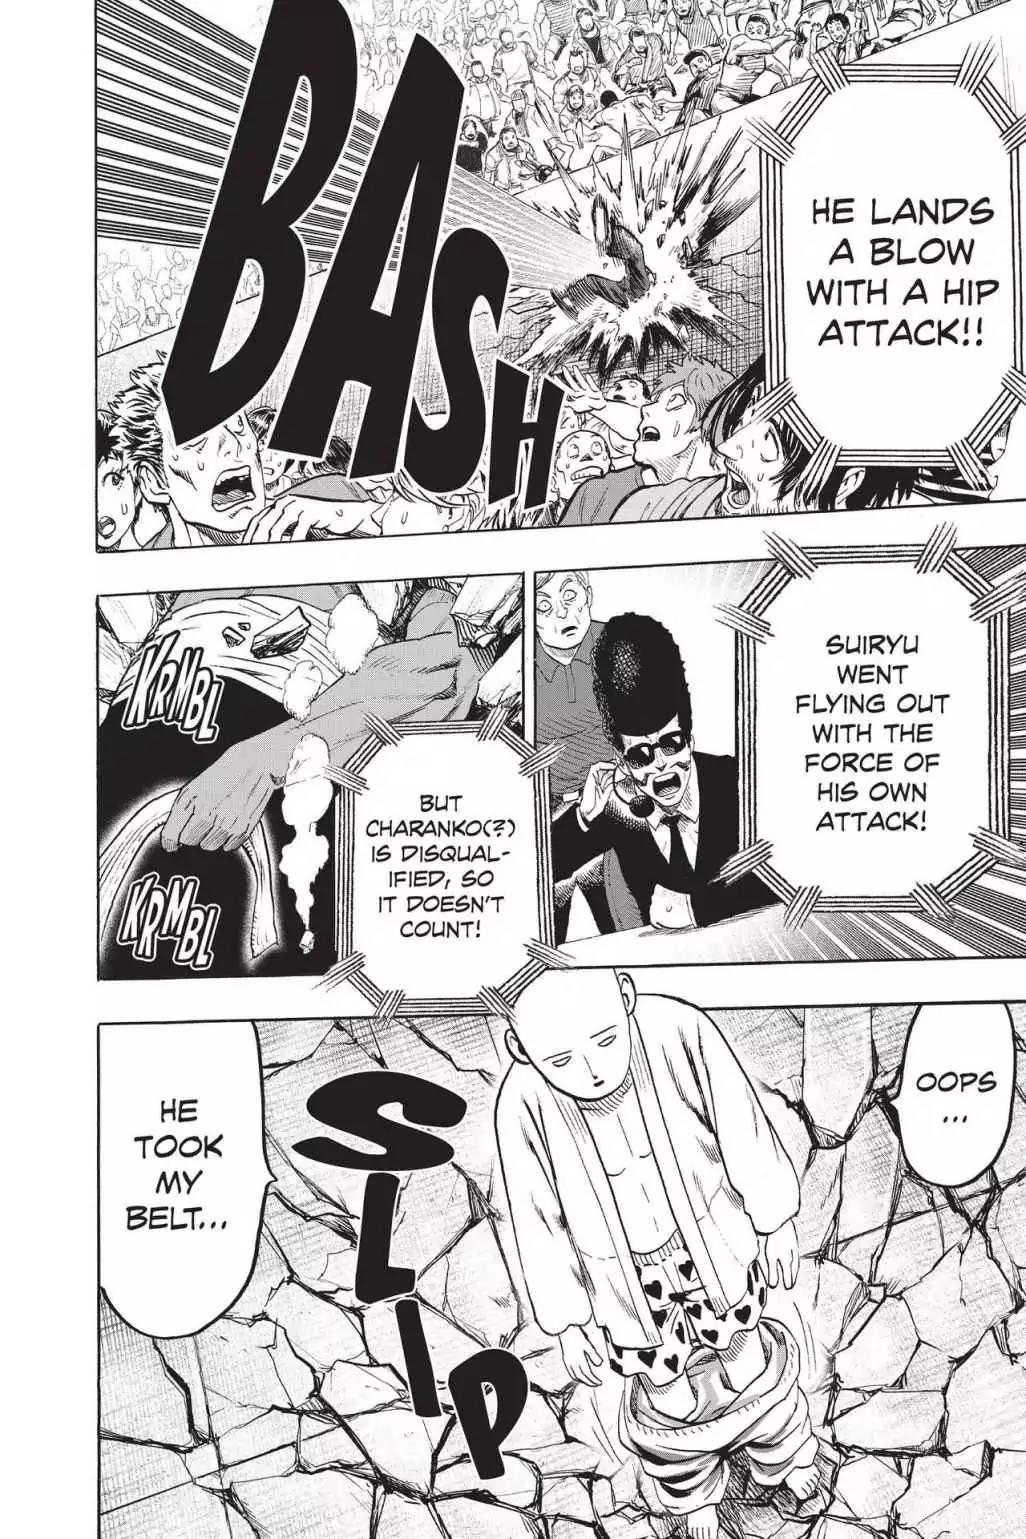 HE LANDS
A BLOW
WITH A HIP
ATTACK!!
BASH
SUIRYU
WENT
FLYING OUT
WITH THE
FORCE OF
HIS OWN
ATTACK!
KRMBL
BUT
CHARANKO(?)
IS DISQUAL-
IFIED, SO
IT DOESN'T
COUNT!
KRMBL
OOPS
...
SLIP
HE
TOOK
MY
BELT...